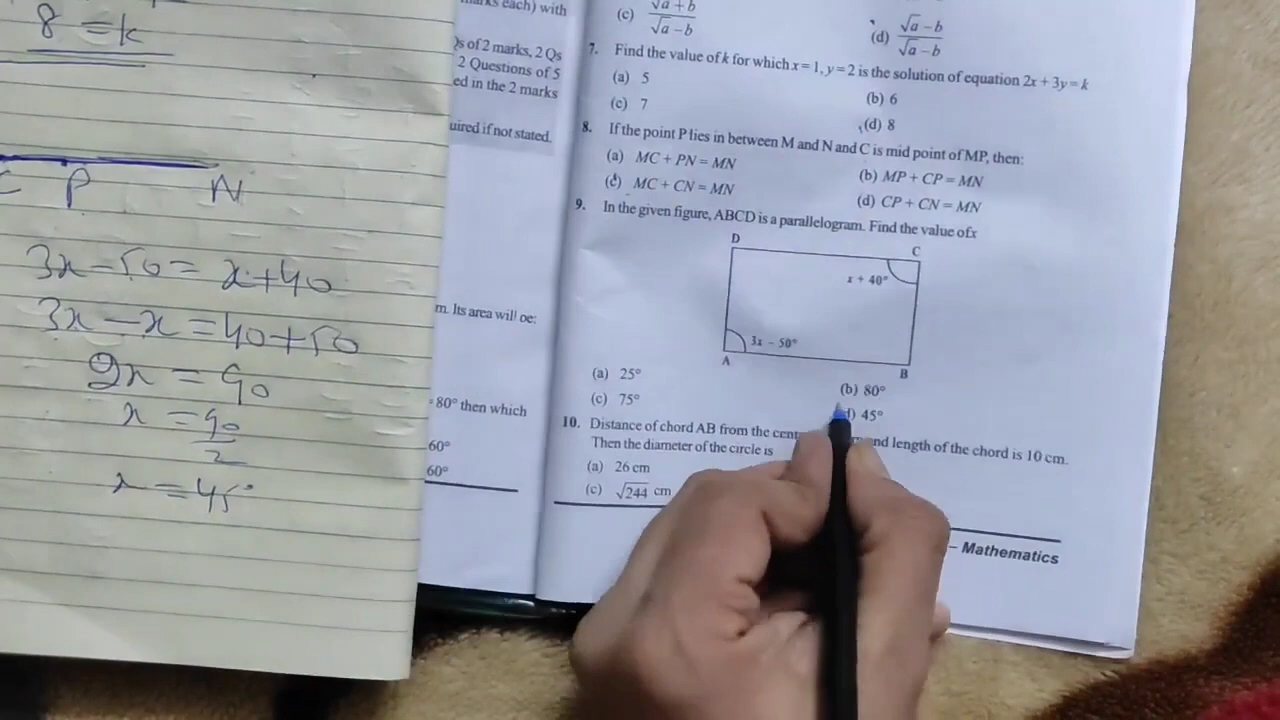 8 = k
C P N
3x - 50 = x + 40
3x - x = 40 + 50
2x = 90
x = 90/2
x = 45°
marks each) with
Qs of 2 marks, 2 Qs
2 Questions of 5
ed in the 2 marks
uired if not stated.
m. Its area will be:
80° then which
60°
60°
(c) √a + b / √a - b
(d) √a - b / √a - b
7. Find the value of k for which x = 1, y = 2 is the solution of equation 2x + 3y = k
(a) 5
(b) 6
(c) 7
(d) 8
8. If the point P lies in between M and N and C is mid point of MP, then:
(a) MC + PN = MN
(b) MP + CP = MN
(c) MC + CN = MN
(d) CP + CN = MN
9. In the given figure, ABCD is a parallelogram. Find the value of x
D
C
x + 40°
3x - 50°
A
B
(a) 25°
(b) 80°
(c) 75°
(d) 45°
10. Distance of chord AB from the and length of the chord is 10 cm.
Then the diameter of the circle is
(a) 26 cm
(c) √244 cm
– Mathematics